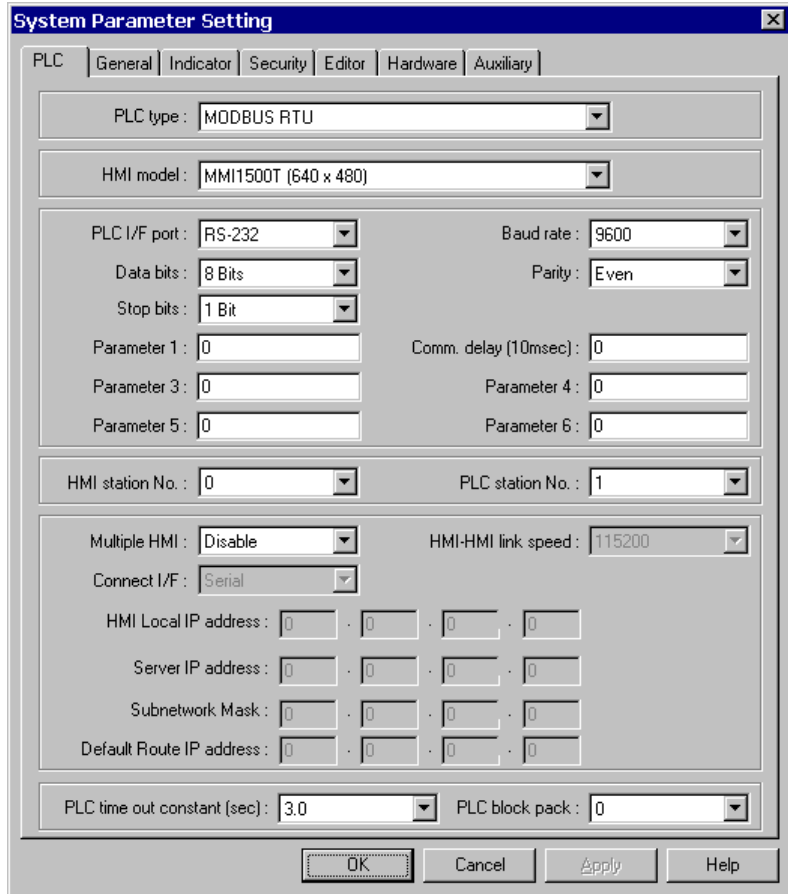 System Parameter Setting
PLC General Indicator Security Editor Hardware Auxiliary
PLC type : MODBUS RTU
HMI model : MMI1500T (640 x 480)
PLC I/F port : RS-232 Baud rate : 9600
Data bits : 8 Bits Parity : Even
Stop bits : 1 Bit
Parameter 1 : 0 Comm. delay (10msec) : 0
Parameter 3 : 0 Parameter 4 : 0
Parameter 5 : 0 Parameter 6 : 0
HMI station No. : 0 PLC station No. : 1
Multiple HMI : Disable HMI-HMI link speed : 115200
Connect I/F : Serial
HMI Local IP address : 0 . 0 . 0 . 0
Server IP address : 0 . 0 . 0 . 0
Subnetwork Mask : 0 . 0 . 0 . 0
Default Route IP address : 0 . 0 . 0 . 0
PLC time out constant (sec) : 3.0 PLC block pack : 0
OK Cancel Apply Help